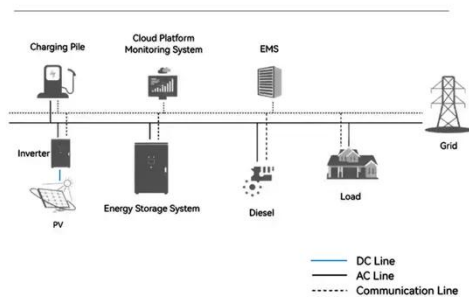 Charging Pile
Cloud Platform
Monitoring System
EMS
Inverter
Grid
PV
Energy Storage System
Diesel
Load
DC Line
AC Line
Communication Line